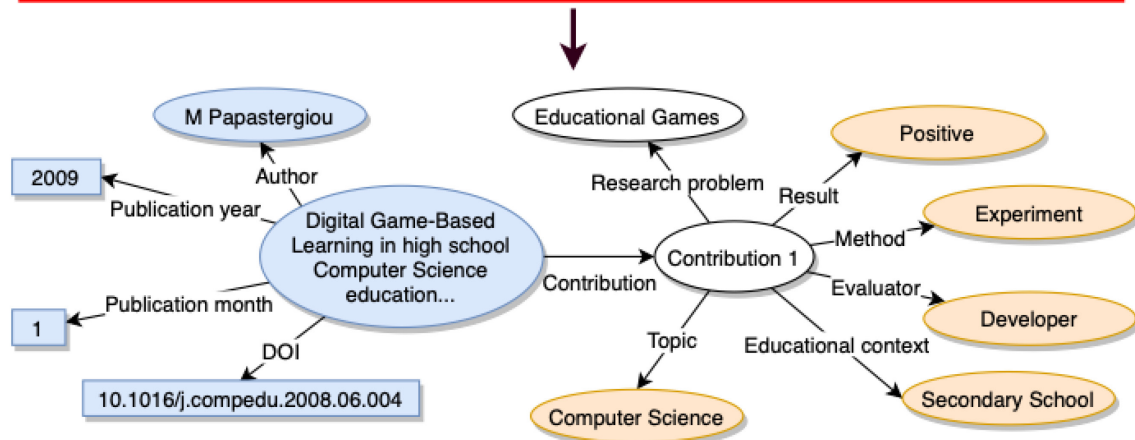 M Papastergiou
Educational Games
Positive
2009
Author
Research problem
Result
Experiment
Publication year
Digital Game-Based
Learning in high school
Computer Science
education...
Contribution 1
Method
Contribution
Evaluator
Developer
Publication month
1
DOI
Topic
Educational context
10.1016/j.compedu.2008.06.004
Computer Science
Secondary School